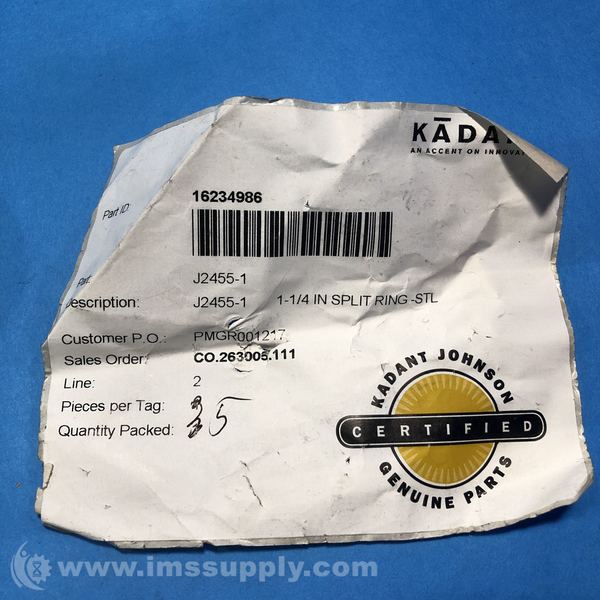 KĀDA
AN ACCENT ON INNOVA
Part ID:
16234986
Part
J2455-1
escription: J2455-1 1-1/4 IN SPLIT RING -STL
Customer P.O.: PMGR001217
Sales Order: CO.263005.111
Line: 2
Pieces per Tag:
Quantity Packed: 5
KADANT JOHNSON
CERTIFIED
GENUINE PARTS
www.imssupply.com